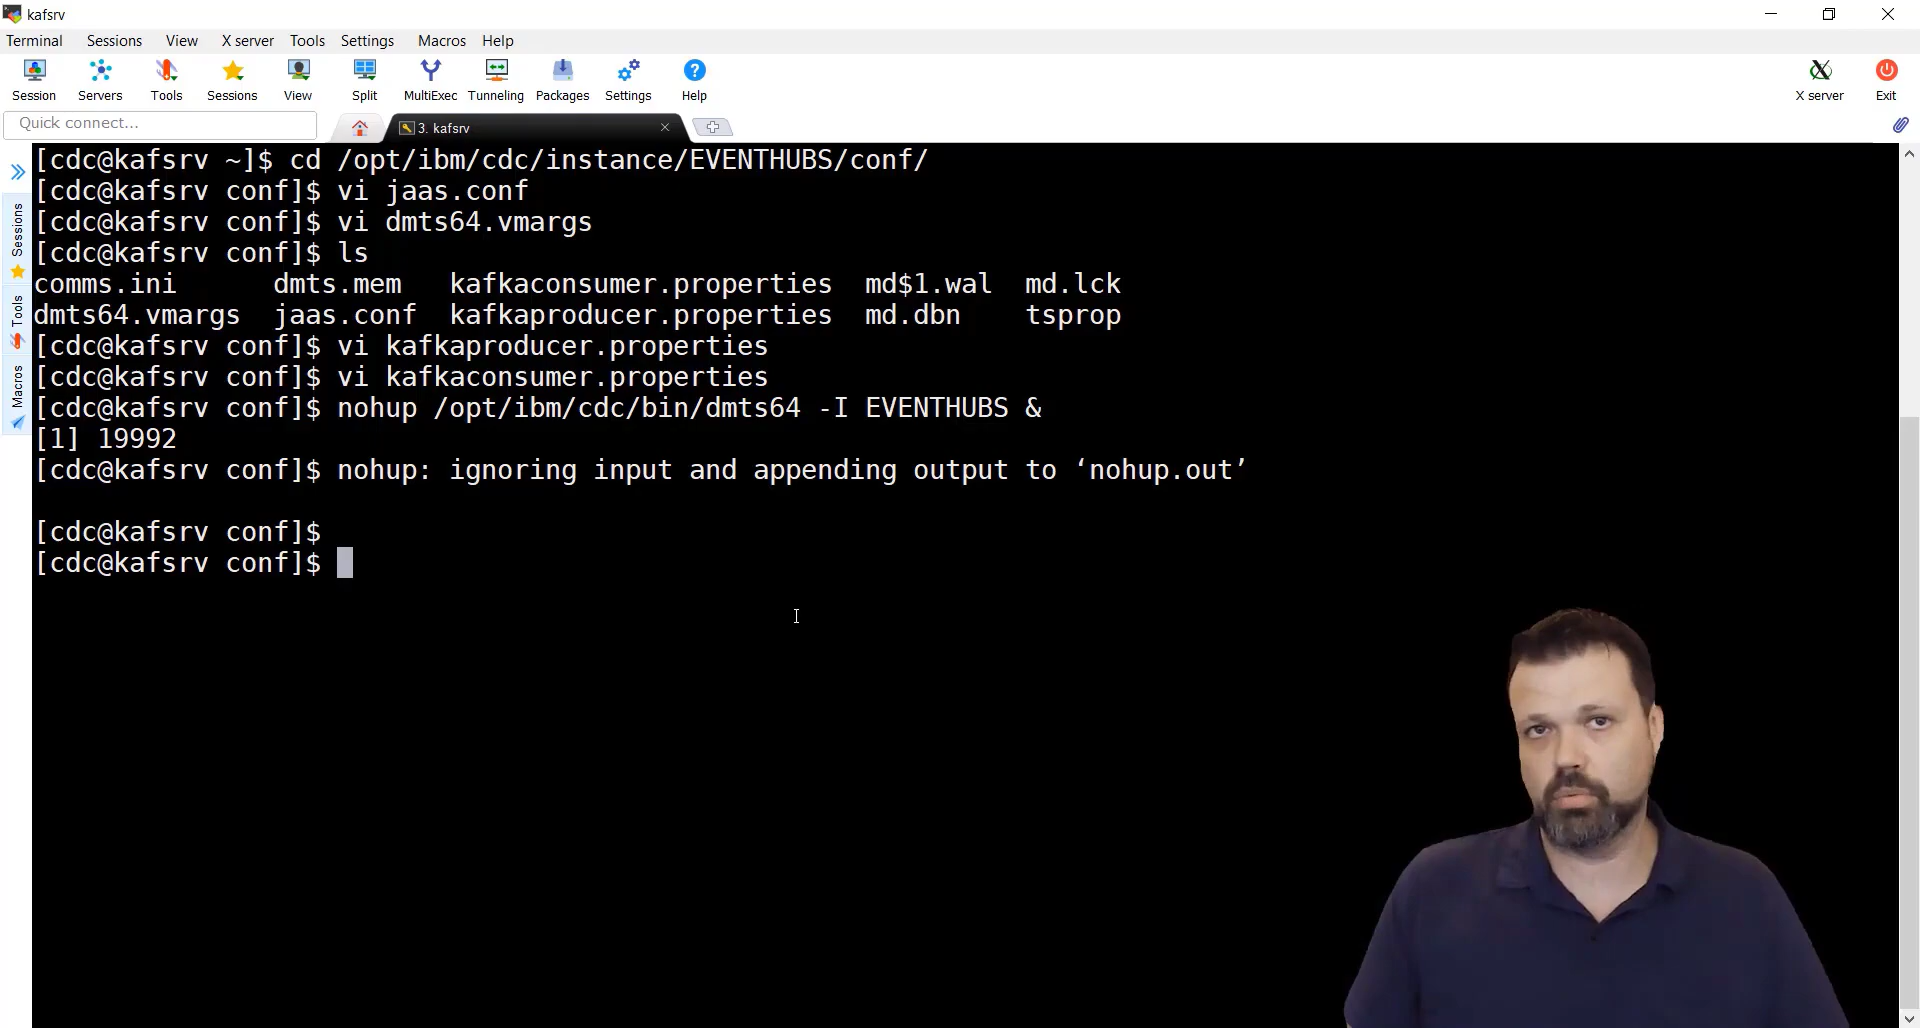 kafsrv
Terminal Sessions View X server Tools Settings Macros Help
Session Servers Tools Sessions View Split MultiExec Tunneling Packages Settings Help X server Exit
Quick connect... 3. kafsrv
[cdc@kafsrv ~]$ cd /opt/ibm/cdc/instance/EVENTHUBS/conf/
[cdc@kafsrv conf]$ vi jaas.conf
[cdc@kafsrv conf]$ vi dmts64.vmargs
[cdc@kafsrv conf]$ ls
comms.ini dmts.mem kafkaconsumer.properties md$1.wal md.lck
dmts64.vmargs jaas.conf kafkaproducer.properties md.dbn tsprop
[cdc@kafsrv conf]$ vi kafkaproducer.properties
[cdc@kafsrv conf]$ vi kafkaconsumer.properties
[cdc@kafsrv conf]$ nohup /opt/ibm/cdc/bin/dmts64 -I EVENTHUBS &
[1] 19992
[cdc@kafsrv conf]$ nohup: ignoring input and appending output to ‘nohup.out’
[cdc@kafsrv conf]$
[cdc@kafsrv conf]$
Sessions
Tools
Macros